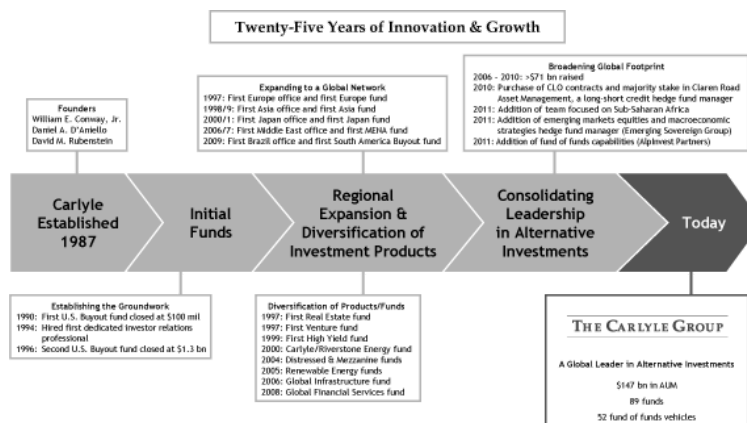 Twenty-Five Years of Innovation & Growth
Founders
William E. Conway, Jr.
Daniel A. D'Aniello
David M. Rubenstein
Expanding to a Global Network
1997: First Europe office and first Europe fund
1998/9: First Asia office and first Asia fund
2000/1: First Japan office and first Japan fund
2006/7: First Middle East office and first MENA fund
2009: First Brazil office and first South America Buyout fund
Broadening Global Footprint
2006 - 2010: >$71 bn raised
2010: Purchase of CLO contracts and majority stake in Claren Road
Asset Management, a long-short credit hedge fund manager
2011: Addition of team focused on Sub-Saharan Africa
2011: Addition of emerging markets equities and macroeconomic
strategies hedge fund manager (Emerging Sovereign Group)
2011: Addition of fund of funds capabilities (AlpInvest Partners)
Carlyle
Established
1987
Initial
Funds
Regional
Expansion &
Diversification of
Investment Products
Consolidating
Leadership
in Alternative
Investments
Today
Establishing the Groundwork
1990: First U.S. Buyout fund closed at $100 mil
1994: Hired first dedicated investor relations
professional
1996: Second U.S. Buyout fund closed at $1.3 bn
Diversification of Products/Funds
1997: First Real Estate fund
1997: First Venture fund
1999: First High Yield fund
2000: Carlyle/Riverstone Energy fund
2004: Distressed & Mezzanine funds
2005: Renewable Energy funds
2006: Global Infrastructure fund
2008: Global Financial Services fund
THE CARLYLE GROUP
A Global Leader in Alternative Investments
$147 bn in AUM
89 funds
52 fund of funds vehicles